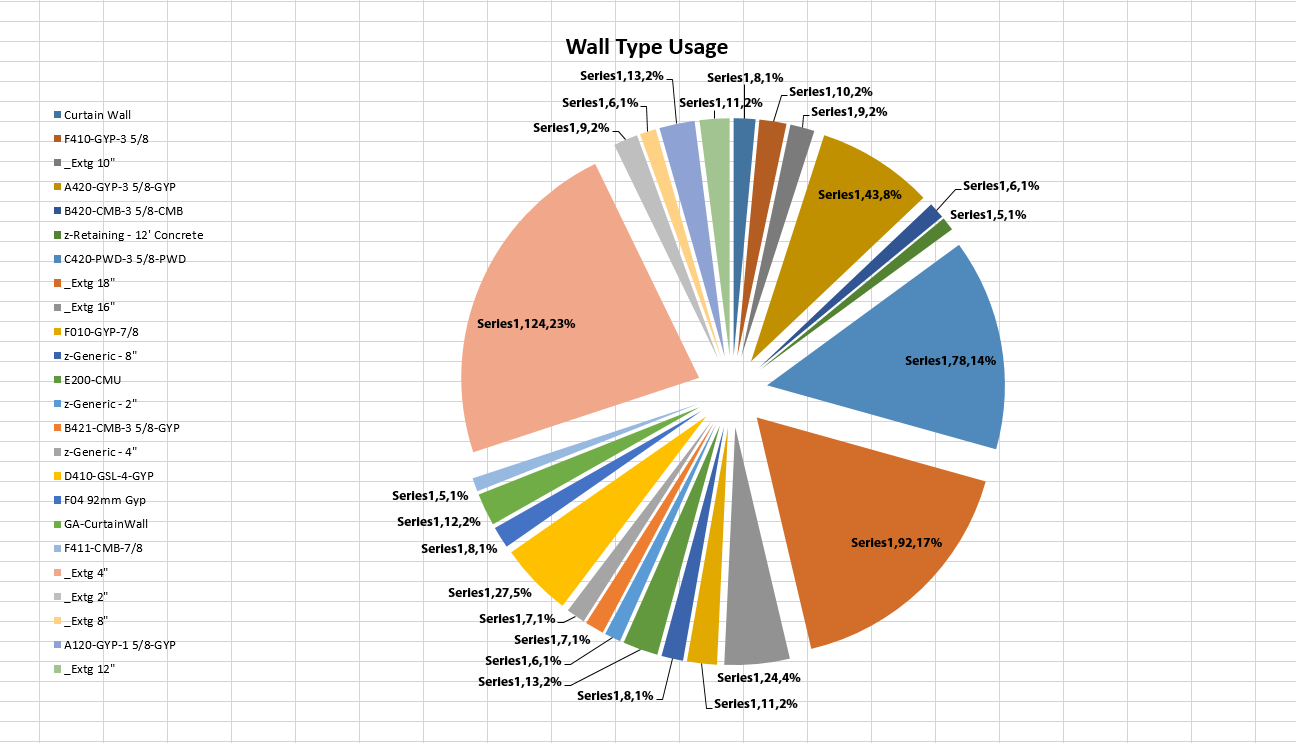 Wall Type Usage
Curtain Wall
F410-GYP-3 5/8
_Extg 10"
A420-GYP-3 5/8-GYP
B420-CMB-3 5/8-CMB
z-Retaining - 12' Concrete
C420-PWD-3 5/8-PWD
_Extg 18"
_Extg 16"
F010-GYP-7/8
z-Generic - 8"
E200-CMU
z-Generic - 2"
B421-CMB-3 5/8-GYP
z-Generic - 4"
D410-GSL-4-GYP
F04 92mm Gyp
GA-CurtainWall
F411-CMB-7/8
_Extg 4"
_Extg 2"
_Extg 8"
A120-GYP-1 5/8-GYP
_Extg 12"
Series1,8,1%
Series1,10,2%
Series1,9,2%
Series1,43,8%
Series1,6,1%
Series1,5,1%
Series1,78,14%
Series1,92,17%
Series1,24,4%
Series1,11,2%
Series1,8,1%
Series1,13,2%
Series1,6,1%
Series1,7,1%
Series1,7,1%
Series1,27,5%
Series1,8,1%
Series1,12,2%
Series1,5,1%
Series1,124,23%
Series1,9,2%
Series1,6,1%
Series1,13,2%
Series1,11,2%